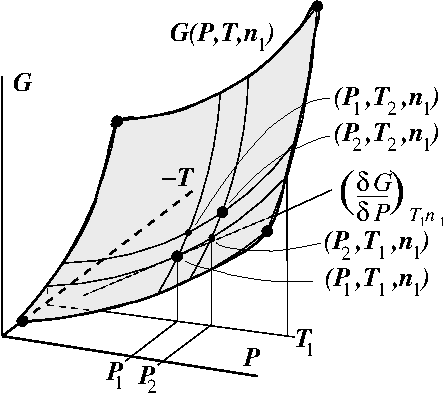 G(P,T,n₁)
G
(P₁,T₂,n₁)
(P₂,T₂,n₁)
–T
(δG/δP) T₁n₁
(P₂,T₁,n₁)
(P₁,T₁,n₁)
T₁
P
P₁
P₂